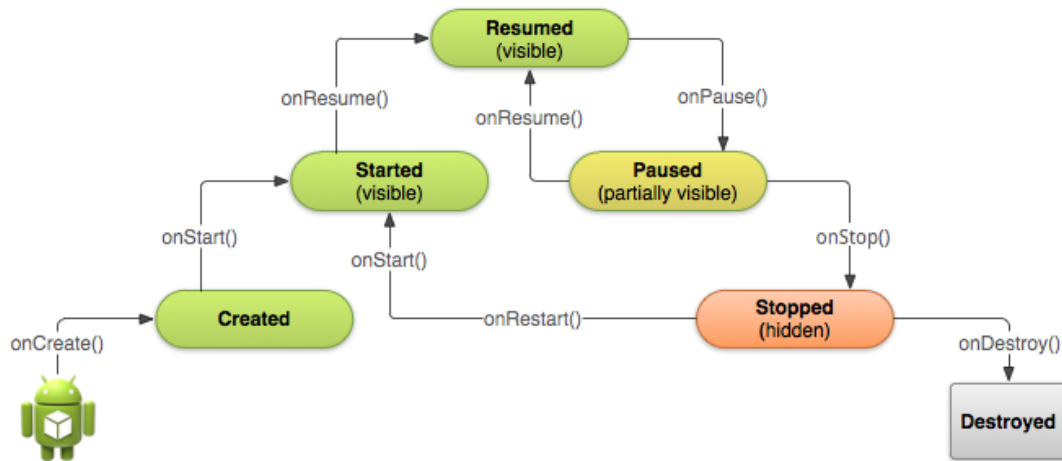 Resumed
(visible)
onResume()
onResume()
onPause()
Started
(visible)
Paused
(partially visible)
onStart()
onStart()
onStop()
Created
onRestart()
Stopped
(hidden)
onCreate()
onDestroy()
Destroyed